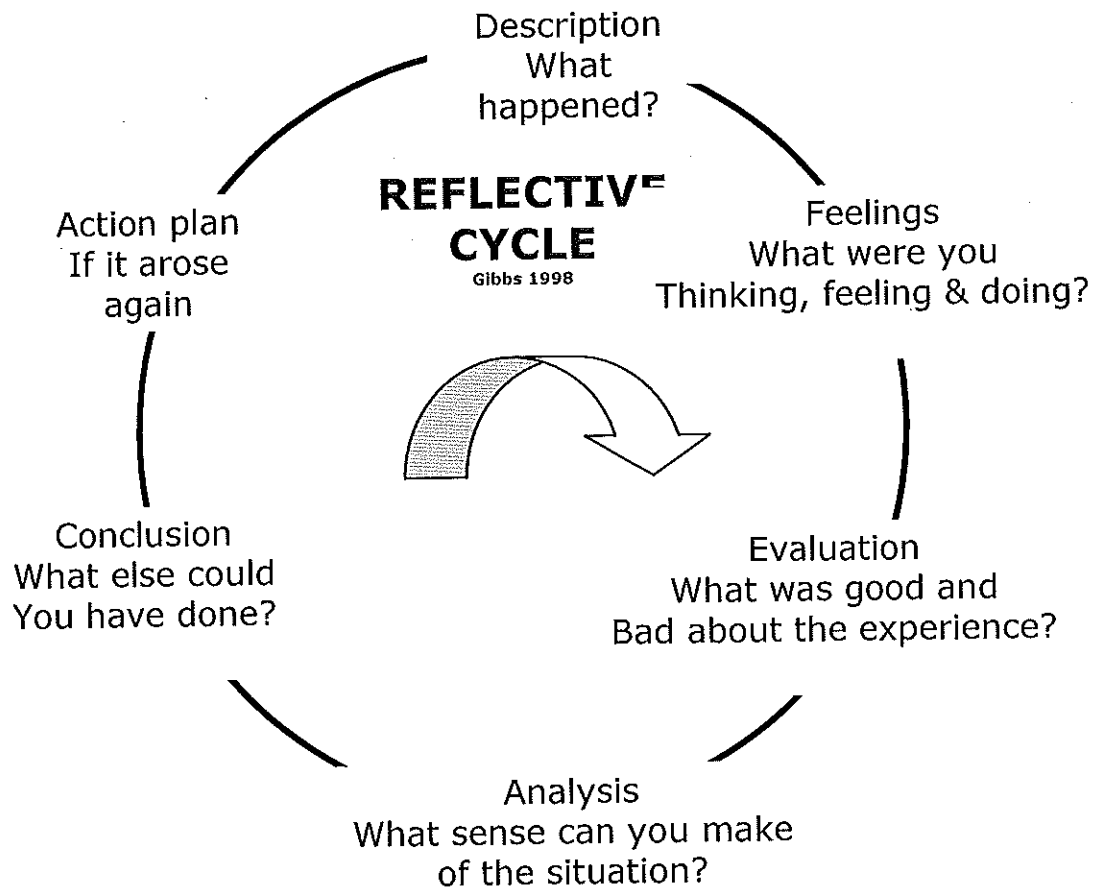 Description
What
happened?
REFLECTIVE
CYCLE
Gibbs 1998
Feelings
What were you
Thinking, feeling & doing?
Evaluation
What was good and
Bad about the experience?
Analysis
What sense can you make
of the situation?
Conclusion
What else could
You have done?
Action plan
If it arose
again